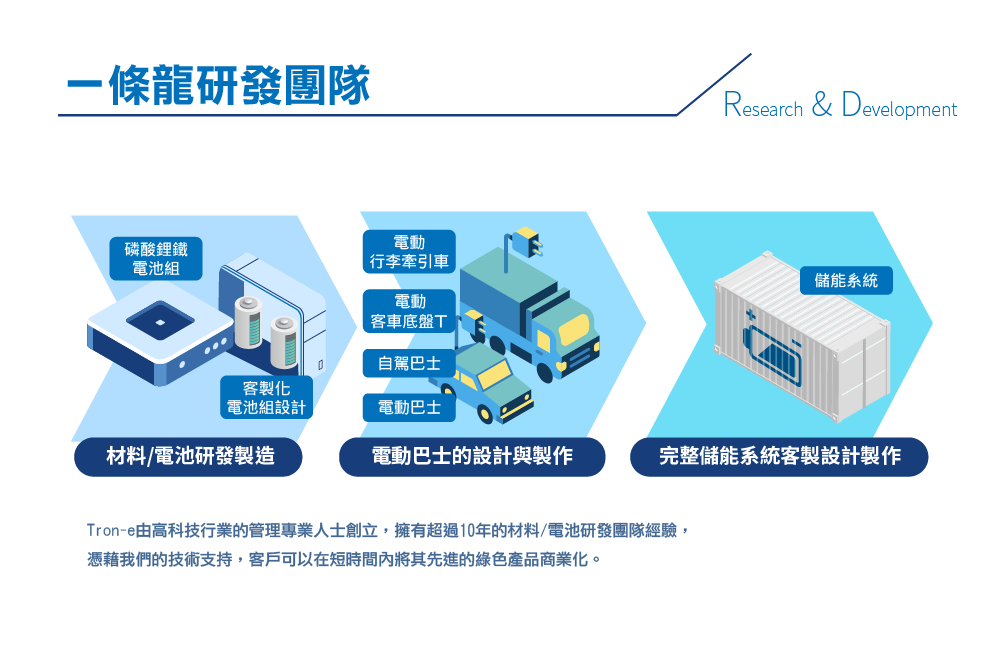 一條龍研發團隊
Research & Development
磷酸鋰鐵
電池組
客製化
電池組設計
材料/電池研發製造
電動
行李牽引車
電動
客車底盤T
自駕巴士
電動巴士
電動巴士的設計與製作
儲能系統
完整儲能系統客製設計製作
Tron-e由高科技行業的管理專業人士創立，擁有超過10年的材料/電池研發團隊經驗，
憑藉我們的技術支持，客戶可以在短時間內將其先進的綠色產品商業化。